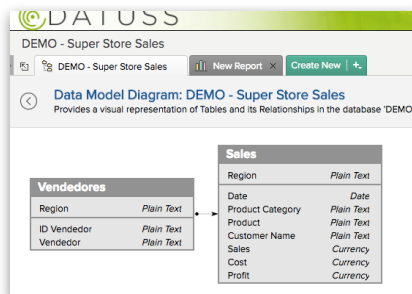 DATUSS
DEMO - Super Store Sales
DEMO - Super Store Sales
New Report ×
Create New | +
Data Model Diagram: DEMO - Super Store Sales
Provides a visual representation of Tables and its Relationships in the database 'DEMO
Vendedores
Region Plain Text
ID Vendedor Plain Text
Vendedor Plain Text
Sales
Region Plain Text
Date Date
Product Category Plain Text
Product Plain Text
Customer Name Plain Text
Sales Currency
Cost Currency
Profit Currency